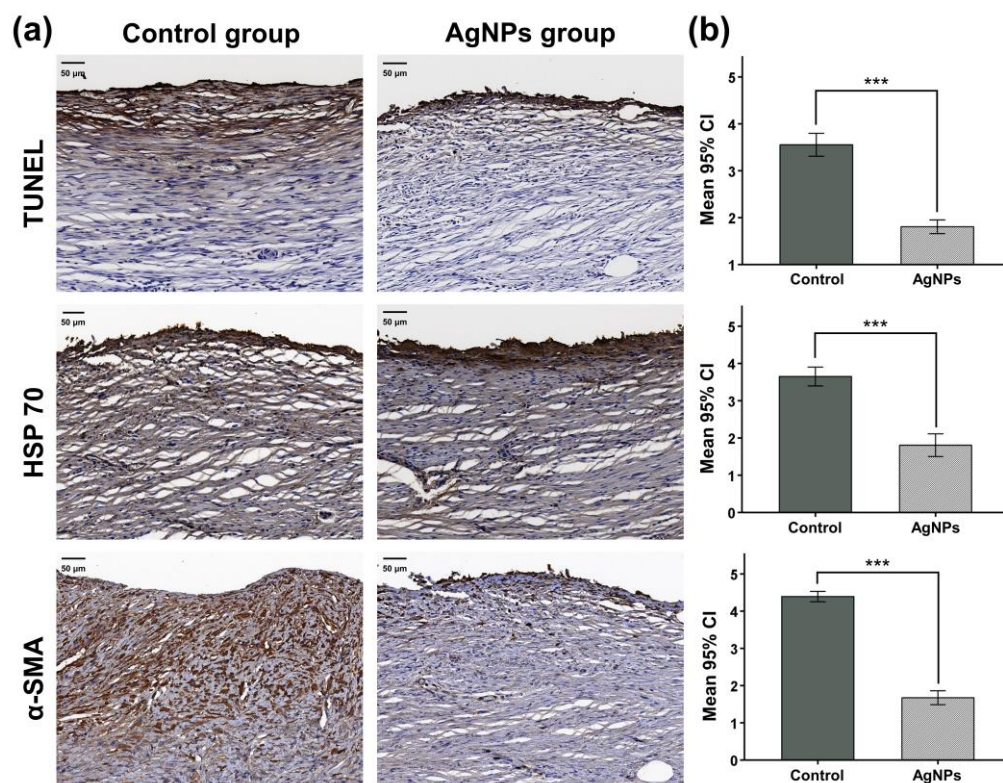 (a) Control group AgNPs group (b)
TUNEL
50 µm
50 µm
Mean 95% CI
5
4
3
2
1
***
Control AgNPs
HSP 70
50 µm
50 µm
Mean 95% CI
5
4
3
2
1
0
***
Control AgNPs
α-SMA
50 µm
50 µm
Mean 95% CI
5
4
3
2
1
0
***
Control AgNPs